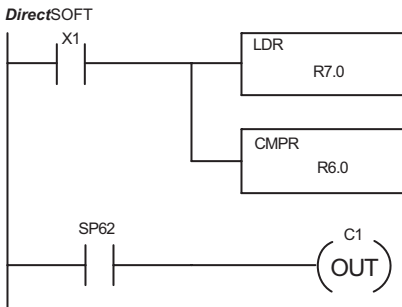 DirectSOFT
X1
LDR
R7.0
CMPR
R6.0
SP62
C1
OUT